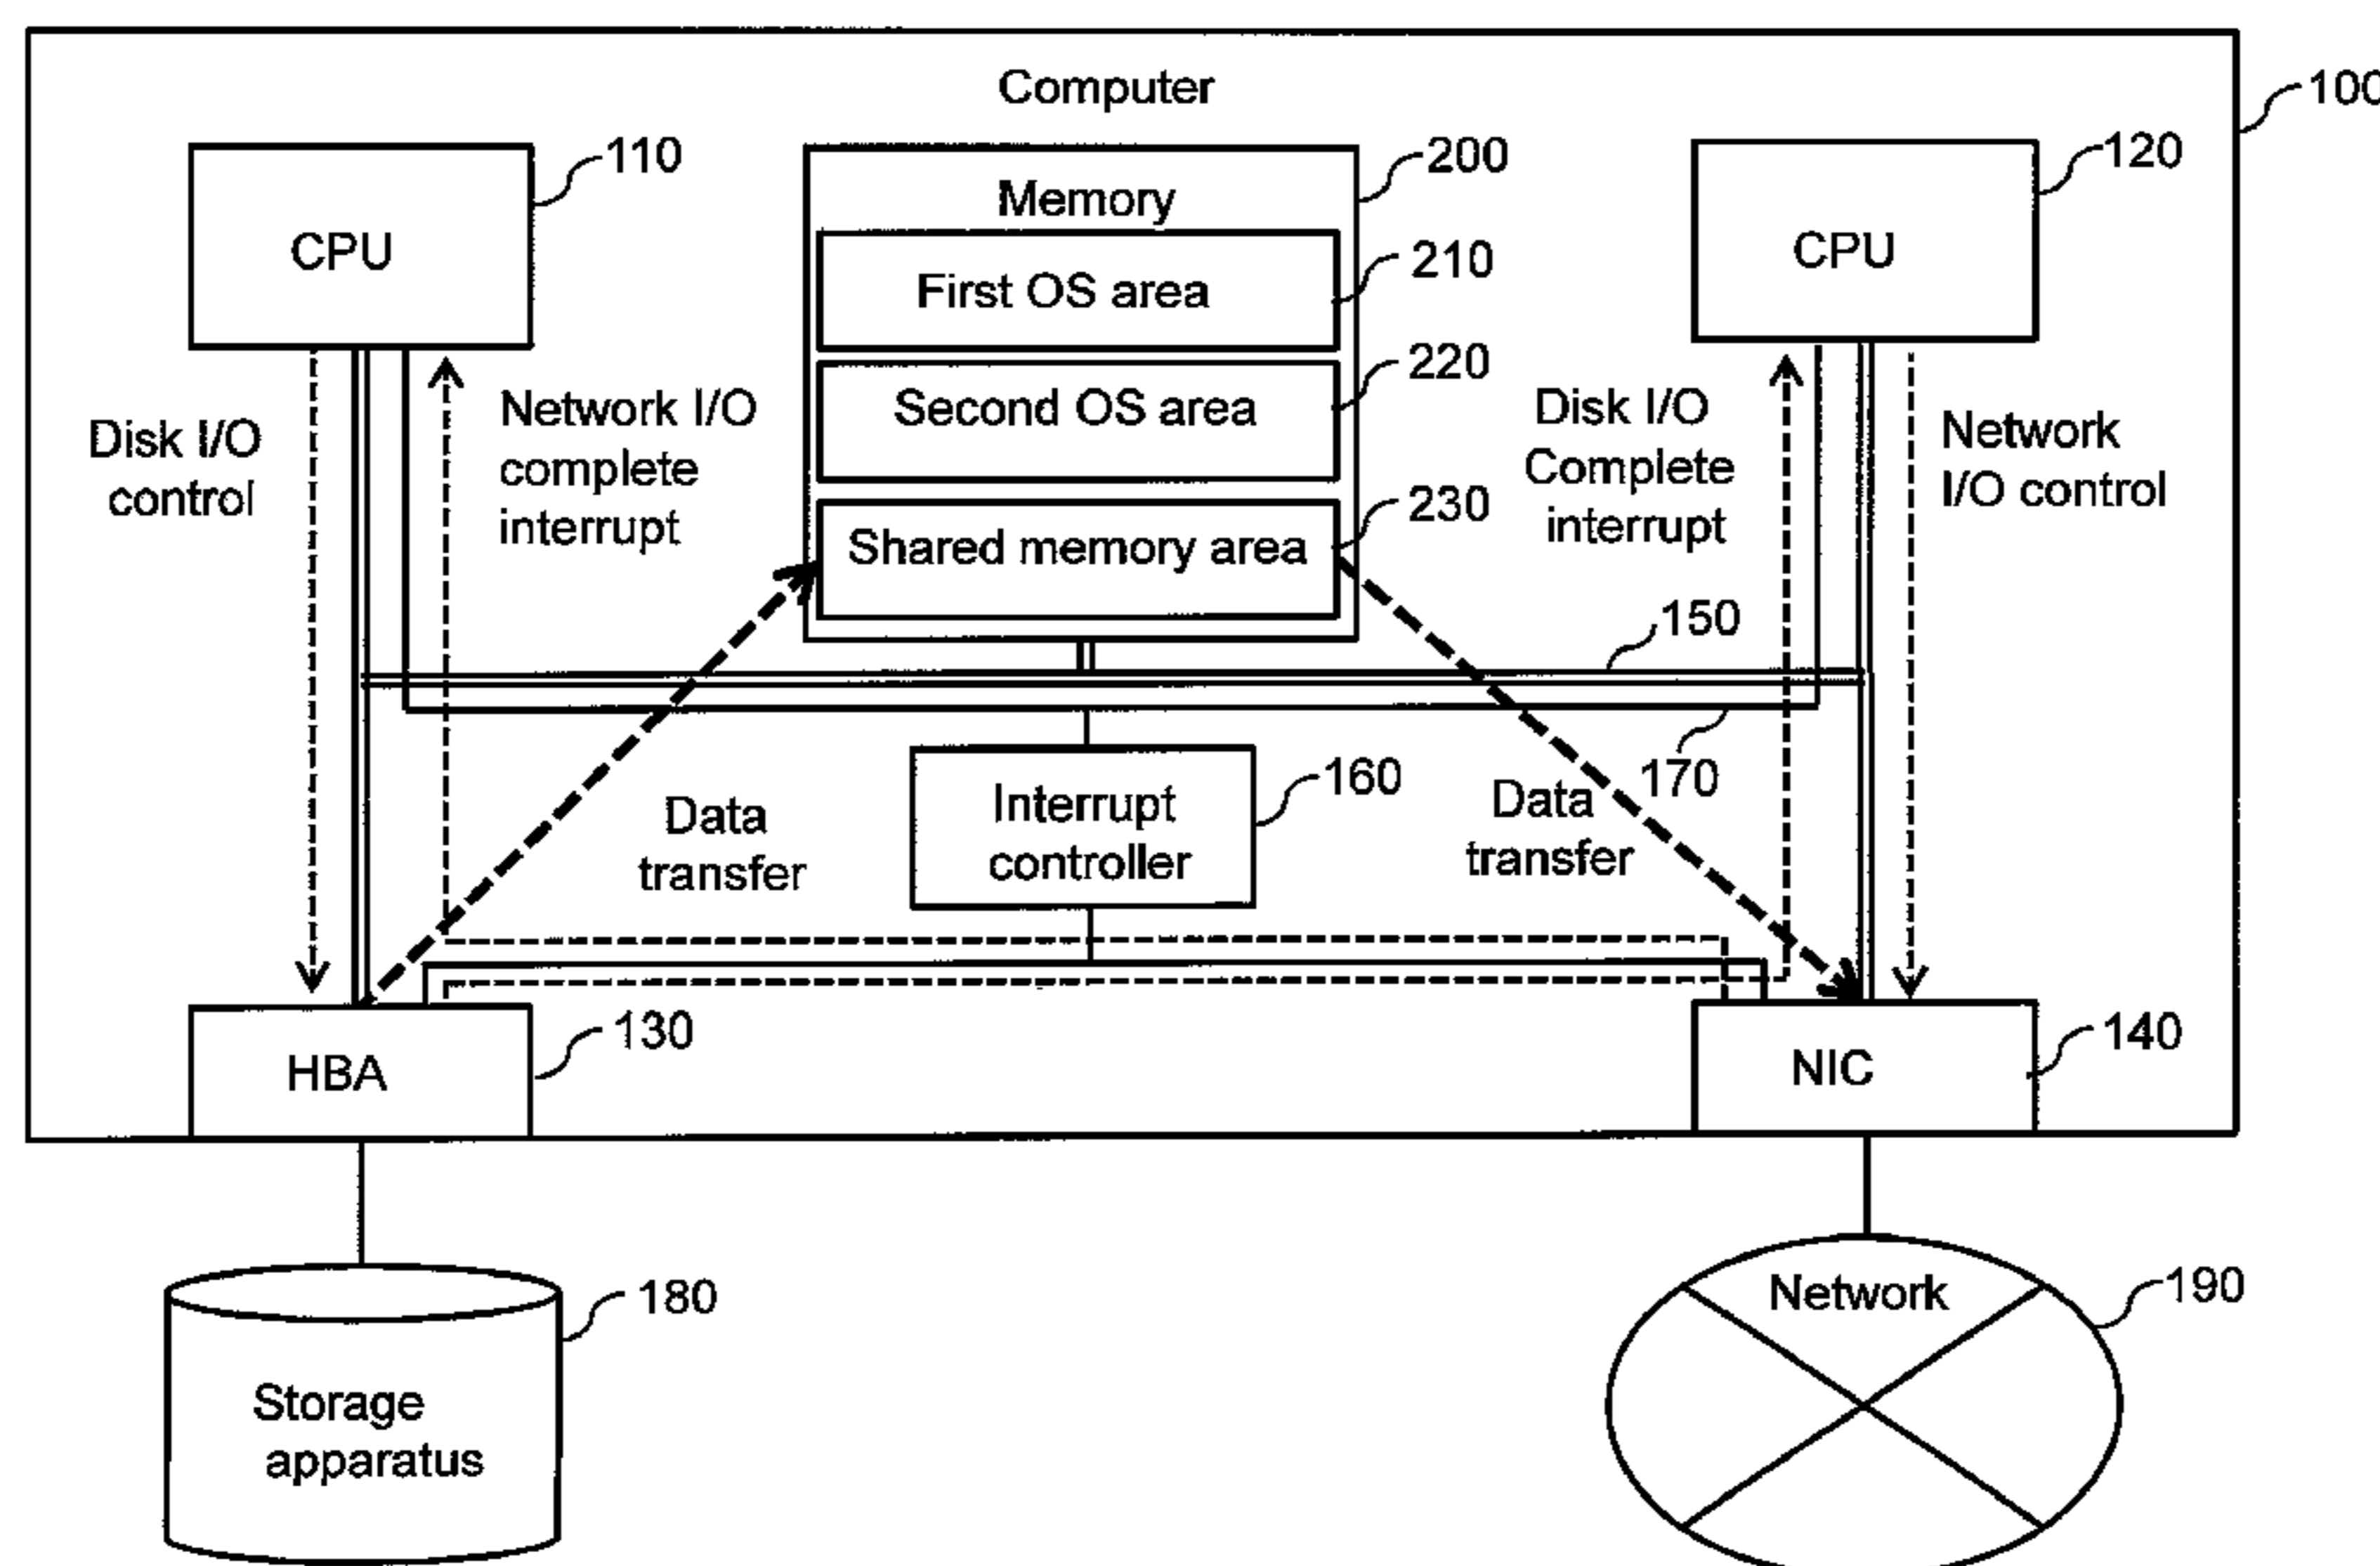 Computer
100
110
200
120
Memory
CPU
CPU
210
First OS area
220
Second OS area
230
Shared memory area
Disk I/O
control
Network I/O
complete
interrupt
Disk I/O
Complete
interrupt
Network
I/O control
150
170
160
Interrupt
controller
Data
transfer
Data
transfer
130
HBA
140
NIC
180
Storage
apparatus
190
Network